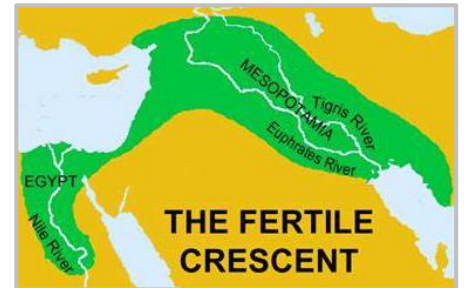 MESOPOTAMIA
Tigris River
Euphrates River
EGYPT
Nile River
THE FERTILE
CRESCENT